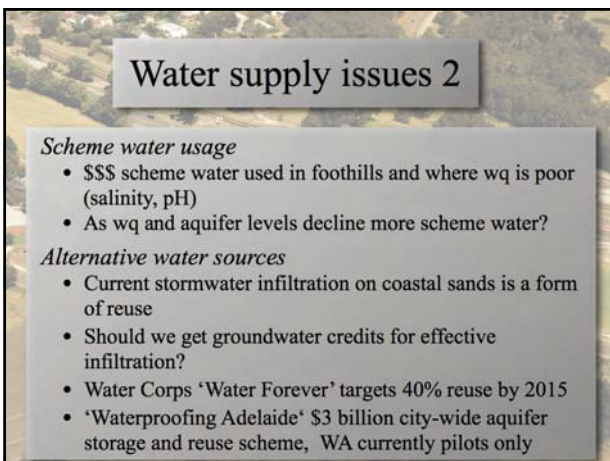 Water supply issues 2
Scheme water usage
• $$$ scheme water used in foothills and where wq is poor
(salinity, pH)
• As wq and aquifer levels decline more scheme water?
Alternative water sources
• Current stormwater infiltration on coastal sands is a form
of reuse
• Should we get groundwater credits for effective
infiltration?
• Water Corps ‘Water Forever’ targets 40% reuse by 2015
• ‘Waterproofing Adelaide‘ $3 billion city-wide aquifer
storage and reuse scheme, WA currently pilots only